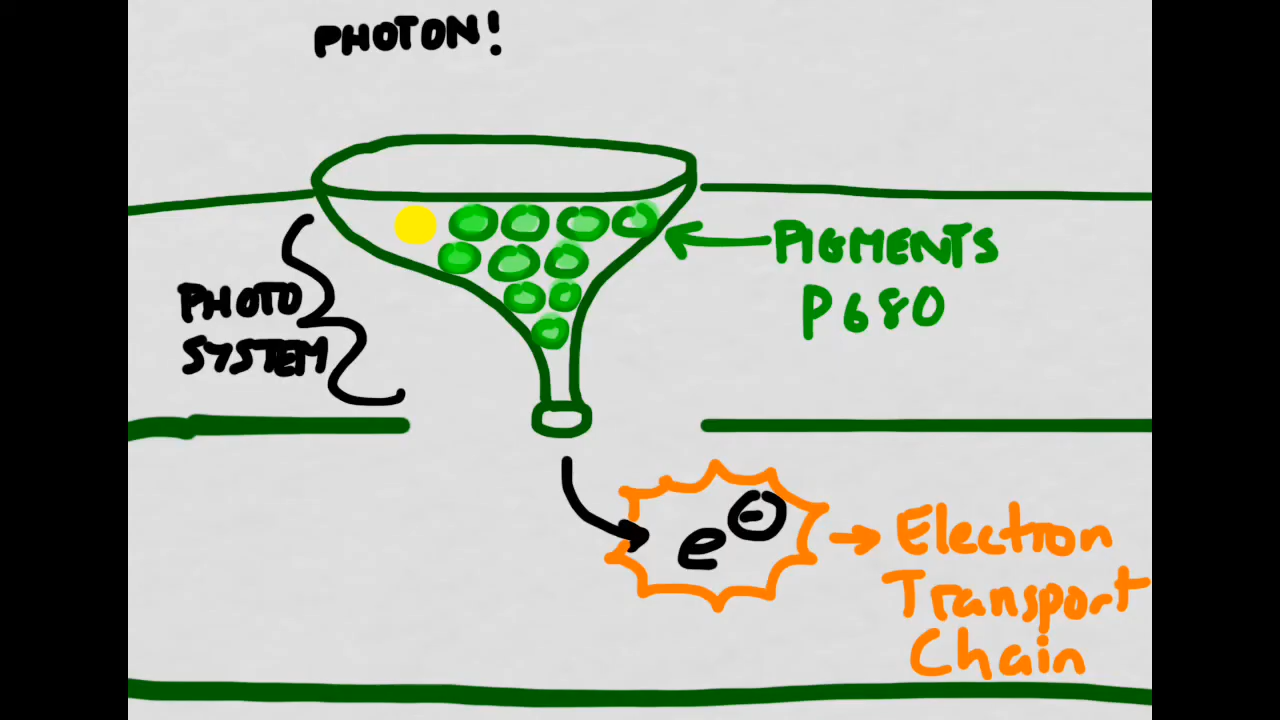 PHOTON!
PIGMENTS
P680
PHOTO
SYSTEM
e⊖
Electron
Transport
Chain